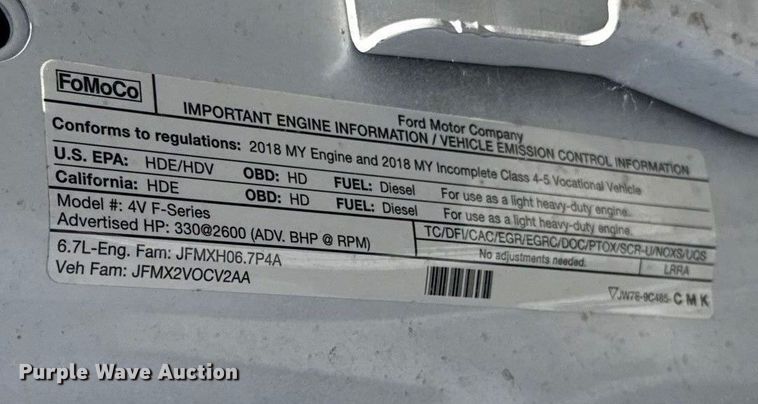 FoMoCo
Ford Motor Company
IMPORTANT ENGINE INFORMATION / VEHICLE EMISSION CONTROL INFORMATION
Conforms to regulations: 2018 MY Engine and 2018 MY Incomplete Class 4-5 Vocational Vehicle
U.S. EPA: HDE/HDV OBD: HD FUEL: Diesel For use as a light heavy-duty engine.
California: HDE OBD: HD FUEL: Diesel For use as a light heavy-duty engine.
Model #: 4V F-Series
TC/DFI/CAC/EGR/EGRC/DOC/PTOX/SCR-U/NOXS/UCS
Advertised HP: 330@2600 (ADV. BHP @ RPM)
No adjustments needed. LRRA
6.7L-Eng. Fam: JFMXH06.7P4A
Veh Fam: JFMX2VOCV2AA
JW7E-9C485- C M K
Purple Wave Auction